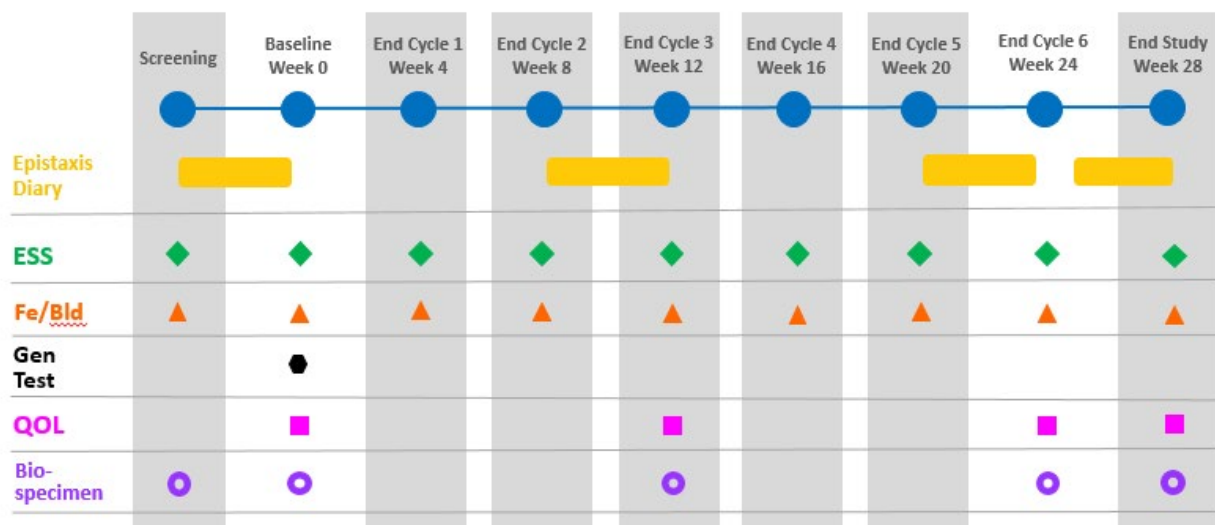 Screening
Baseline
Week 0
End Cycle 1
Week 4
End Cycle 2
Week 8
End Cycle 3
Week 12
End Cycle 4
Week 16
End Cycle 5
Week 20
End Cycle 6
Week 24
End Study
Week 28
Epistaxis
Diary
ESS
Fe/Bld
Gen
Test
QOL
Bio-
specimen